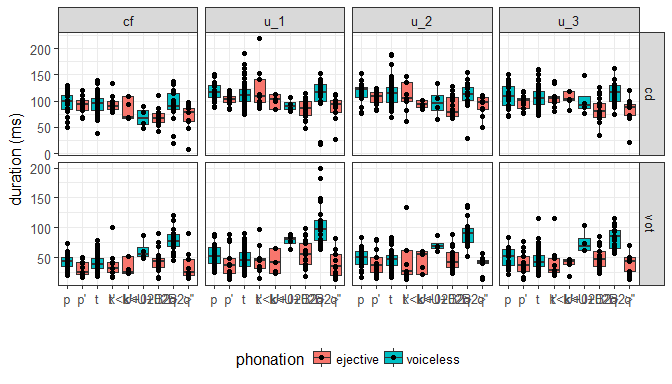 cf u_1 u_2 u_3
200
150
100
50
0
cd
200
150
100
50
vot
duration (ms)
p p' t
p p' t
p p' t
p p' t
phonation ejective voiceless